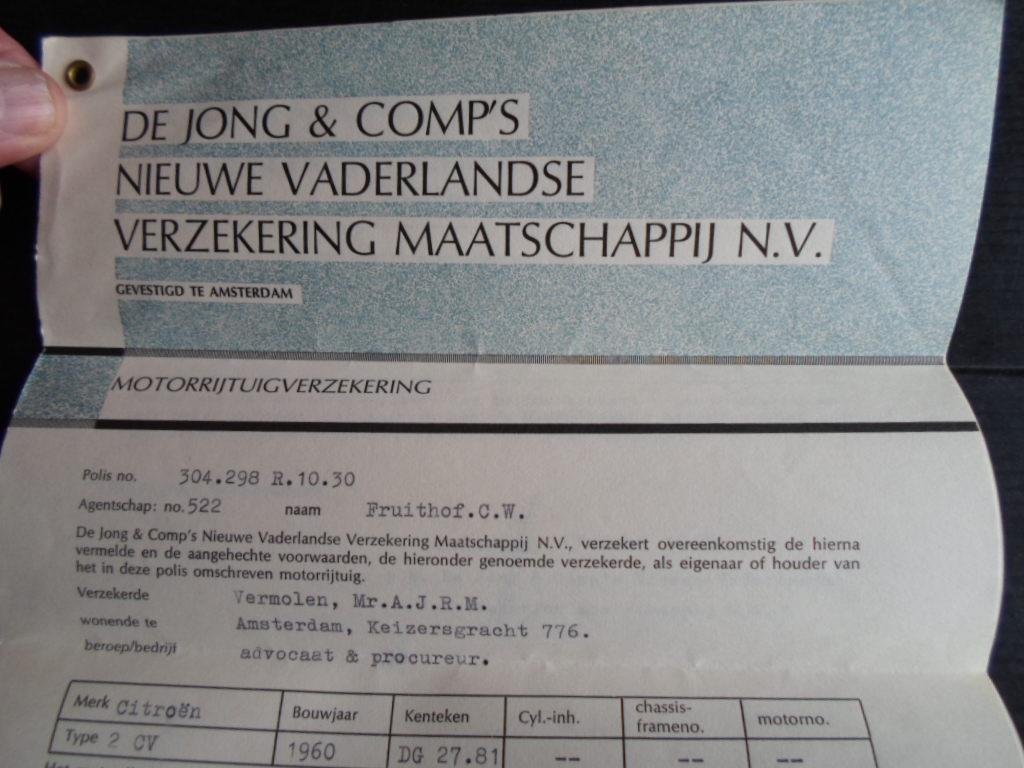 DE JONG & COMP'S
NIEUWE VADERLANDSE
VERZEKERING MAATSCHAPPIJ N.V.
GEVESTIGD TE AMSTERDAM
MOTORRIJTUIGVERZEKERING
Polis no. 304.298 R.10.30
Agentschap: no. 522 naam Fruithof.C.W.
De Jong & Comp's Nieuwe Vaderlandse Verzekering Maatschappij N.V., verzekert overeenkomstig de hierna
vermelde en de aangehechte voorwaarden, de hieronder genoemde verzekerde, als eigenaar of houder van
het in deze polis omschreven motorrijtuig.
Verzekerde Vermolen, Mr.A.J.R.M.
wonende te Amsterdam, Keizersgracht 776.
beroep/bedrijf advocaat & procureur.
Merk Citroën Bouwjaar Kenteken Cyl.-inh. chassis-frameno. motorno.
Type 2 CV 1960 DG 27.81 -- -- --